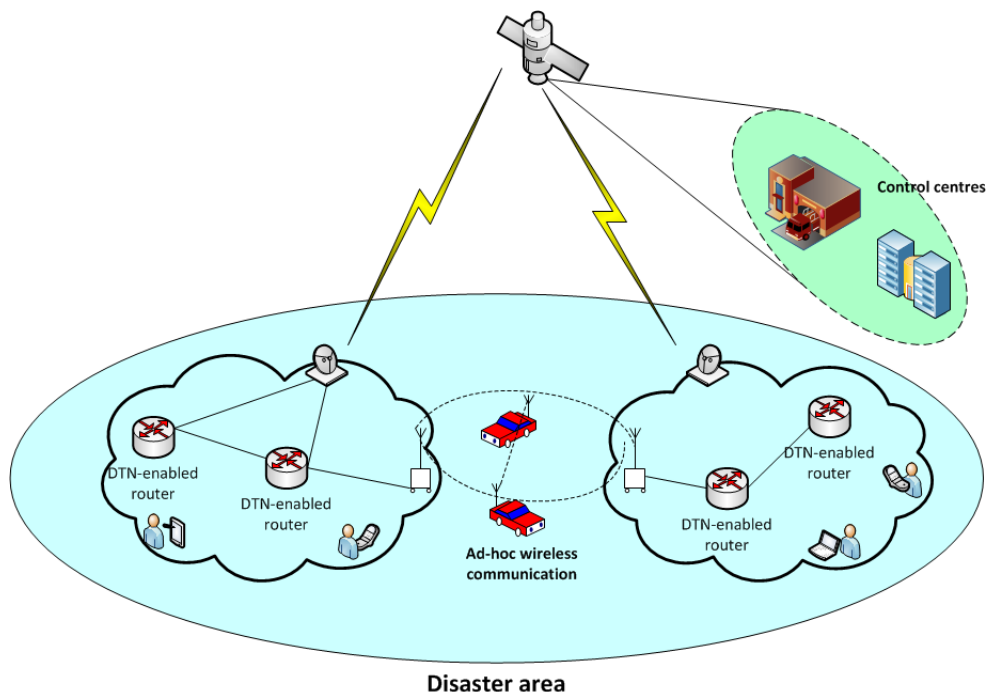 Control centres
DTN-enabled
router
DTN-enabled
router
Ad-hoc wireless
communication
DTN-enabled
router
DTN-enabled
router
Disaster area